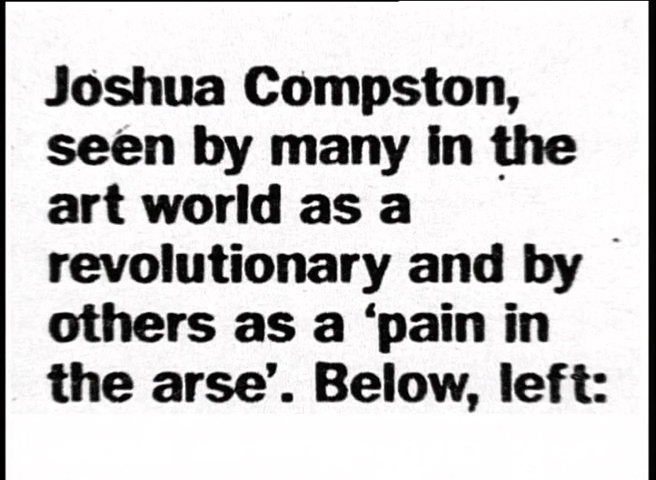 Joshua Compston,
seen by many in the
art world as a
revolutionary and by
others as a ‘pain in
the arse’. Below, left: